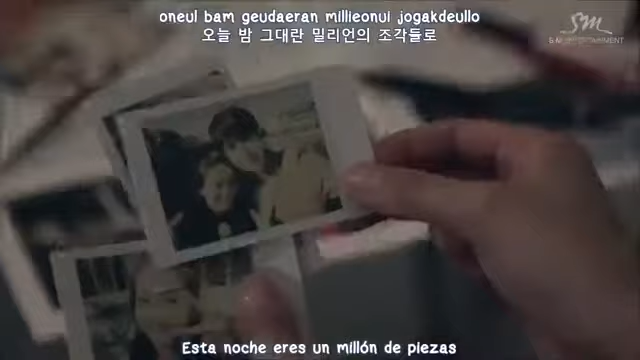 oneul bam geudaeran millieonui jogakdeullo
오늘 밤 그대란 밀리언의 조각들로
SM
S.M. ENTERTAINMENT
Esta noche eres un millón de piezas